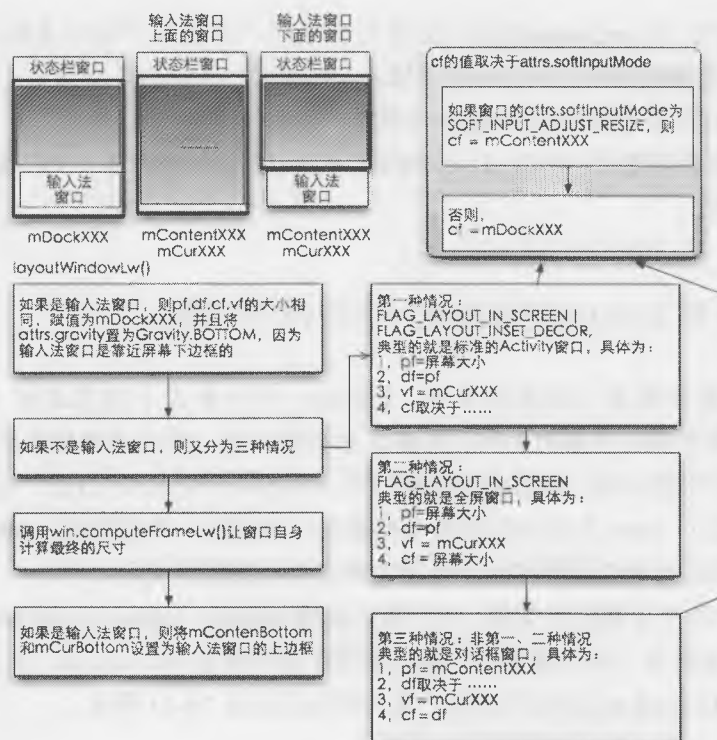 输入法窗口
上面的窗口
输入法窗口
下面的窗口
状态栏窗口
状态栏窗口
状态栏窗口
输入法
窗口
输入法
窗口
mDockXXX
mContentXXX
mCurXXX
mContentXXX
mCurXXX
layoutWindowLw()
如果是输入法窗口，则pf,df,cf,vf的大小相
同，赋值为mDockXXX，并且将
attrs.gravity置为Gravity.BOTTOM，因为
输入法窗口是靠近屏幕下边框的
如果不是输入法窗口，则又分为三种情况
调用win.computeFrameLw()让窗口自身
计算最终的尺寸
如果是输入法窗口，则将mContenBottom
和mCurBottom设置为输入法窗口的上边框
cf的值取决于attrs.softInputMode
如果窗口的attrs.softInputMode为
SOFT_INPUT_ADJUST_RESIZE，则
cf = mContentXXX
否则，
cf =mDockXXX
第一种情况：
FLAG_LAYOUT_IN_SCREEN |
FLAG_LAYOUT_INSET_DECOR,
典型的就是标准的Activity窗口，具体为：
1，pf=屏幕大小
2，df=pf
3，vf=mCurXXX
4，cf取决于……
第二种情况：
FLAG_LAYOUT_IN_SCREEN
典型的就是全屏窗口，具体为：
1，pf=屏幕大小
2，df=pf
3，vf = mCurXXX
4，cf = 屏幕大小
第三种情况：非第一、二种情况
典型的就是对话框窗口，具体为：
1，pf=mContentXXX
2，df取决于 ……
3，vf=mCurXXX
4，cf=df